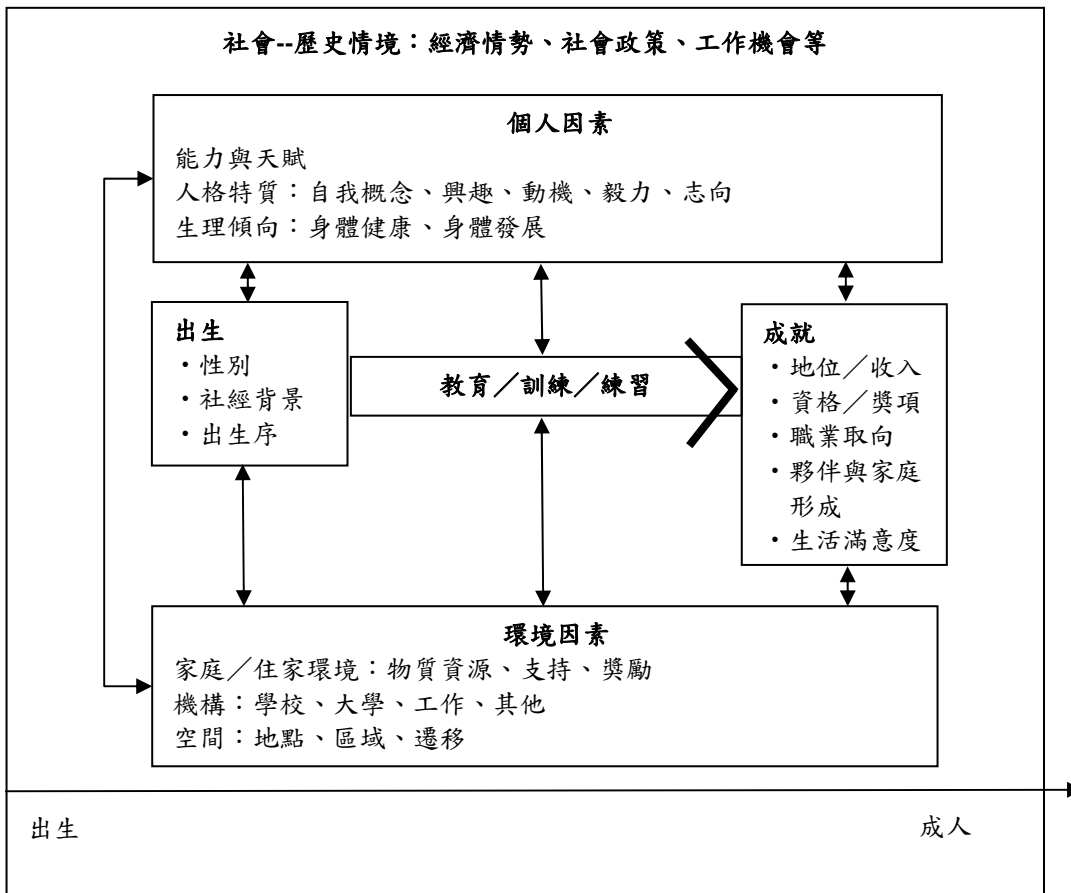 社會--歷史情境：經濟情勢、社會政策、工作機會等
個人因素
能力與天賦
人格特質：自我概念、興趣、動機、毅力、志向
生理傾向：身體健康、身體發展
出生
・性別
・社經背景
・出生序
教育／訓練／練習
成就
・地位／收入
・資格／獎項
・職業取向
・夥伴與家庭
形成
・生活滿意度
環境因素
家庭／住家環境：物質資源、支持、獎勵
機構：學校、大學、工作、其他
空間：地點、區域、遷移
出生
成人